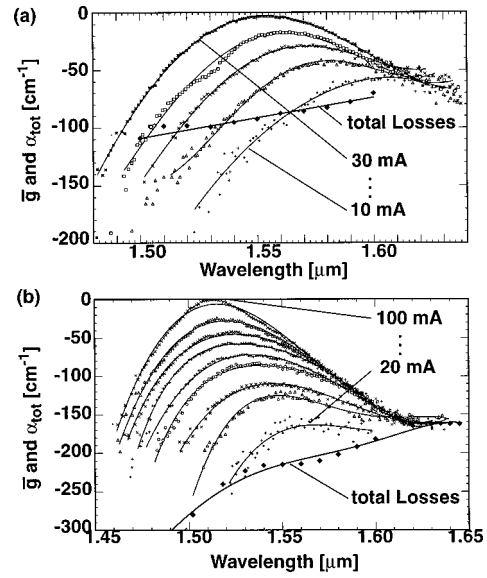 (a)
0
-50
-100
-150
-200
g̅ and α_tot [cm⁻¹]
total Losses
30 mA
10 mA
1.50
1.55
1.60
Wavelength [μm]
(b)
0
-50
-100
-150
-200
-250
-300
g̅ and α_tot [cm⁻¹]
100 mA
20 mA
total Losses
1.45
1.50
1.55
1.60
1.65
Wavelength [μm]